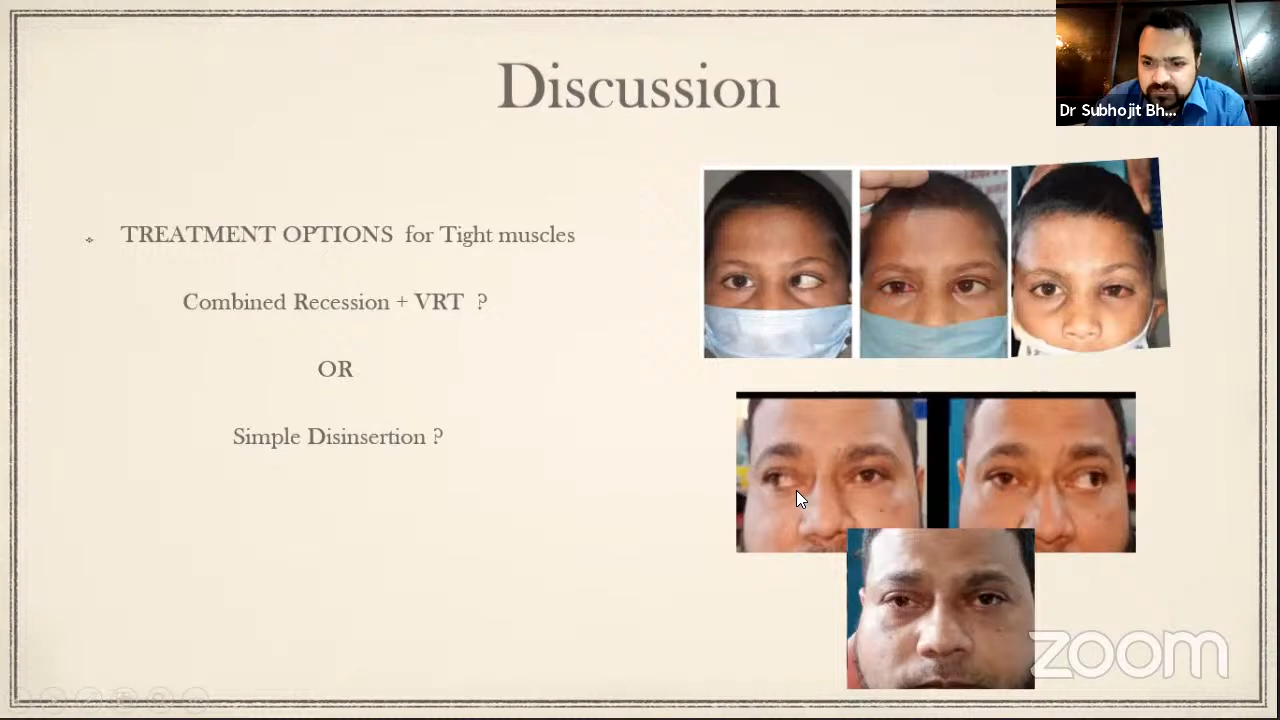 Discussion
Dr Subhojit Bh...
TREATMENT OPTIONS for Tight muscles
Combined Recession + VRT ?
OR
Simple Disinsertion ?
zoom